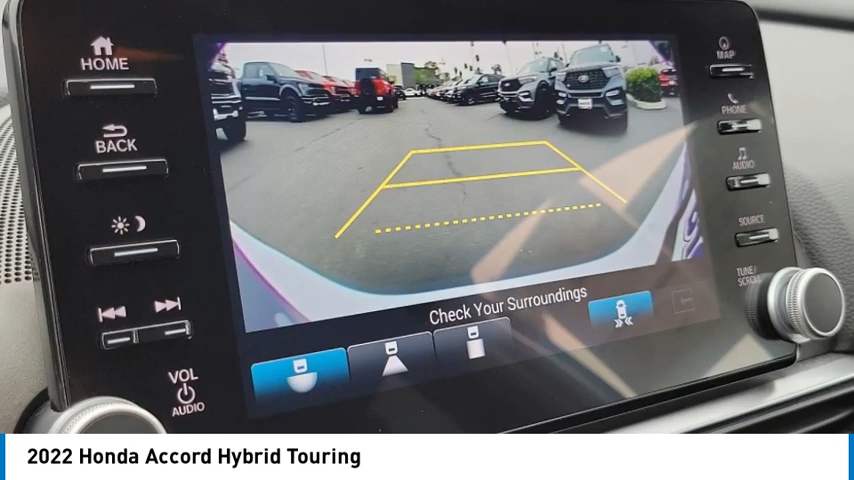 HOME
BACK
VOL
AUDIO
Check Your Surroundings
MAP
PHONE
AUDIO
SOURCE
TUNE/
SCROLL
2022 Honda Accord Hybrid Touring